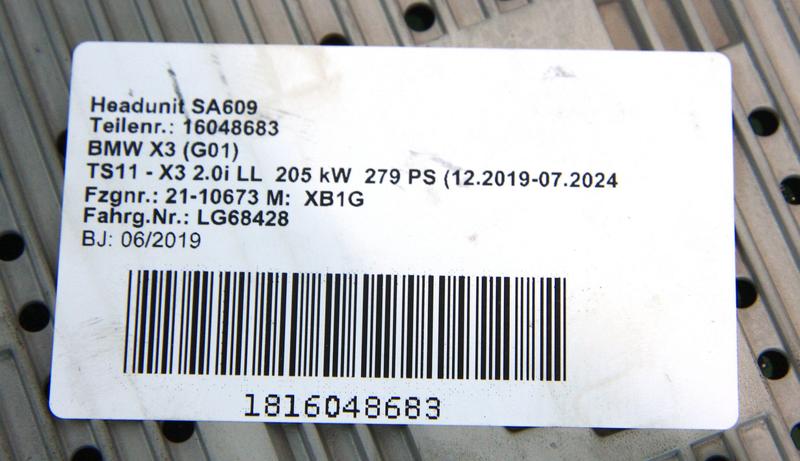 Headunit SA609
Teilenr.: 16048683
BMW X3 (G01)
TS11 - X3 2.0i LL 205 kW 279 PS (12.2019-07.2024
Fzgnr.: 21-10673 M: XB1G
Fahrg.Nr.: LG68428
BJ: 06/2019
1816048683